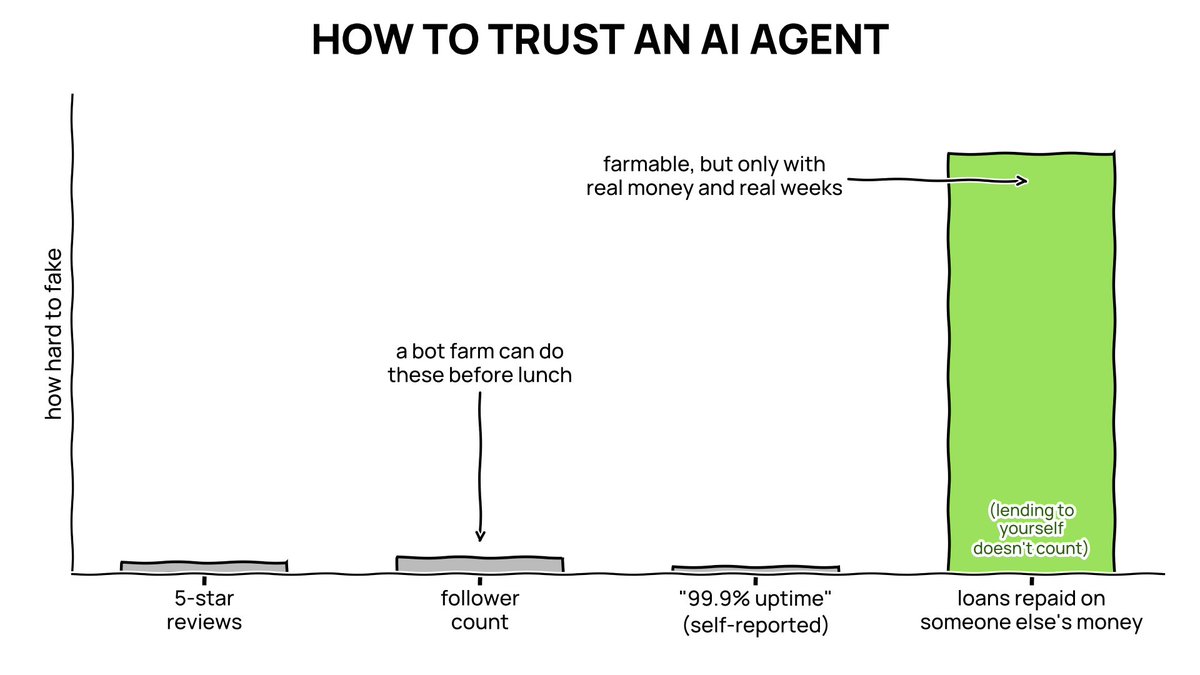 HOW TO TRUST AN AI AGENT
how hard to fake
farmable, but only with
real money and real weeks
a bot farm can do
these before lunch
(lending to
yourself
doesn't count)
5-star
reviews
follower
count
"99.9% uptime"
(self-reported)
loans repaid on
someone else's money